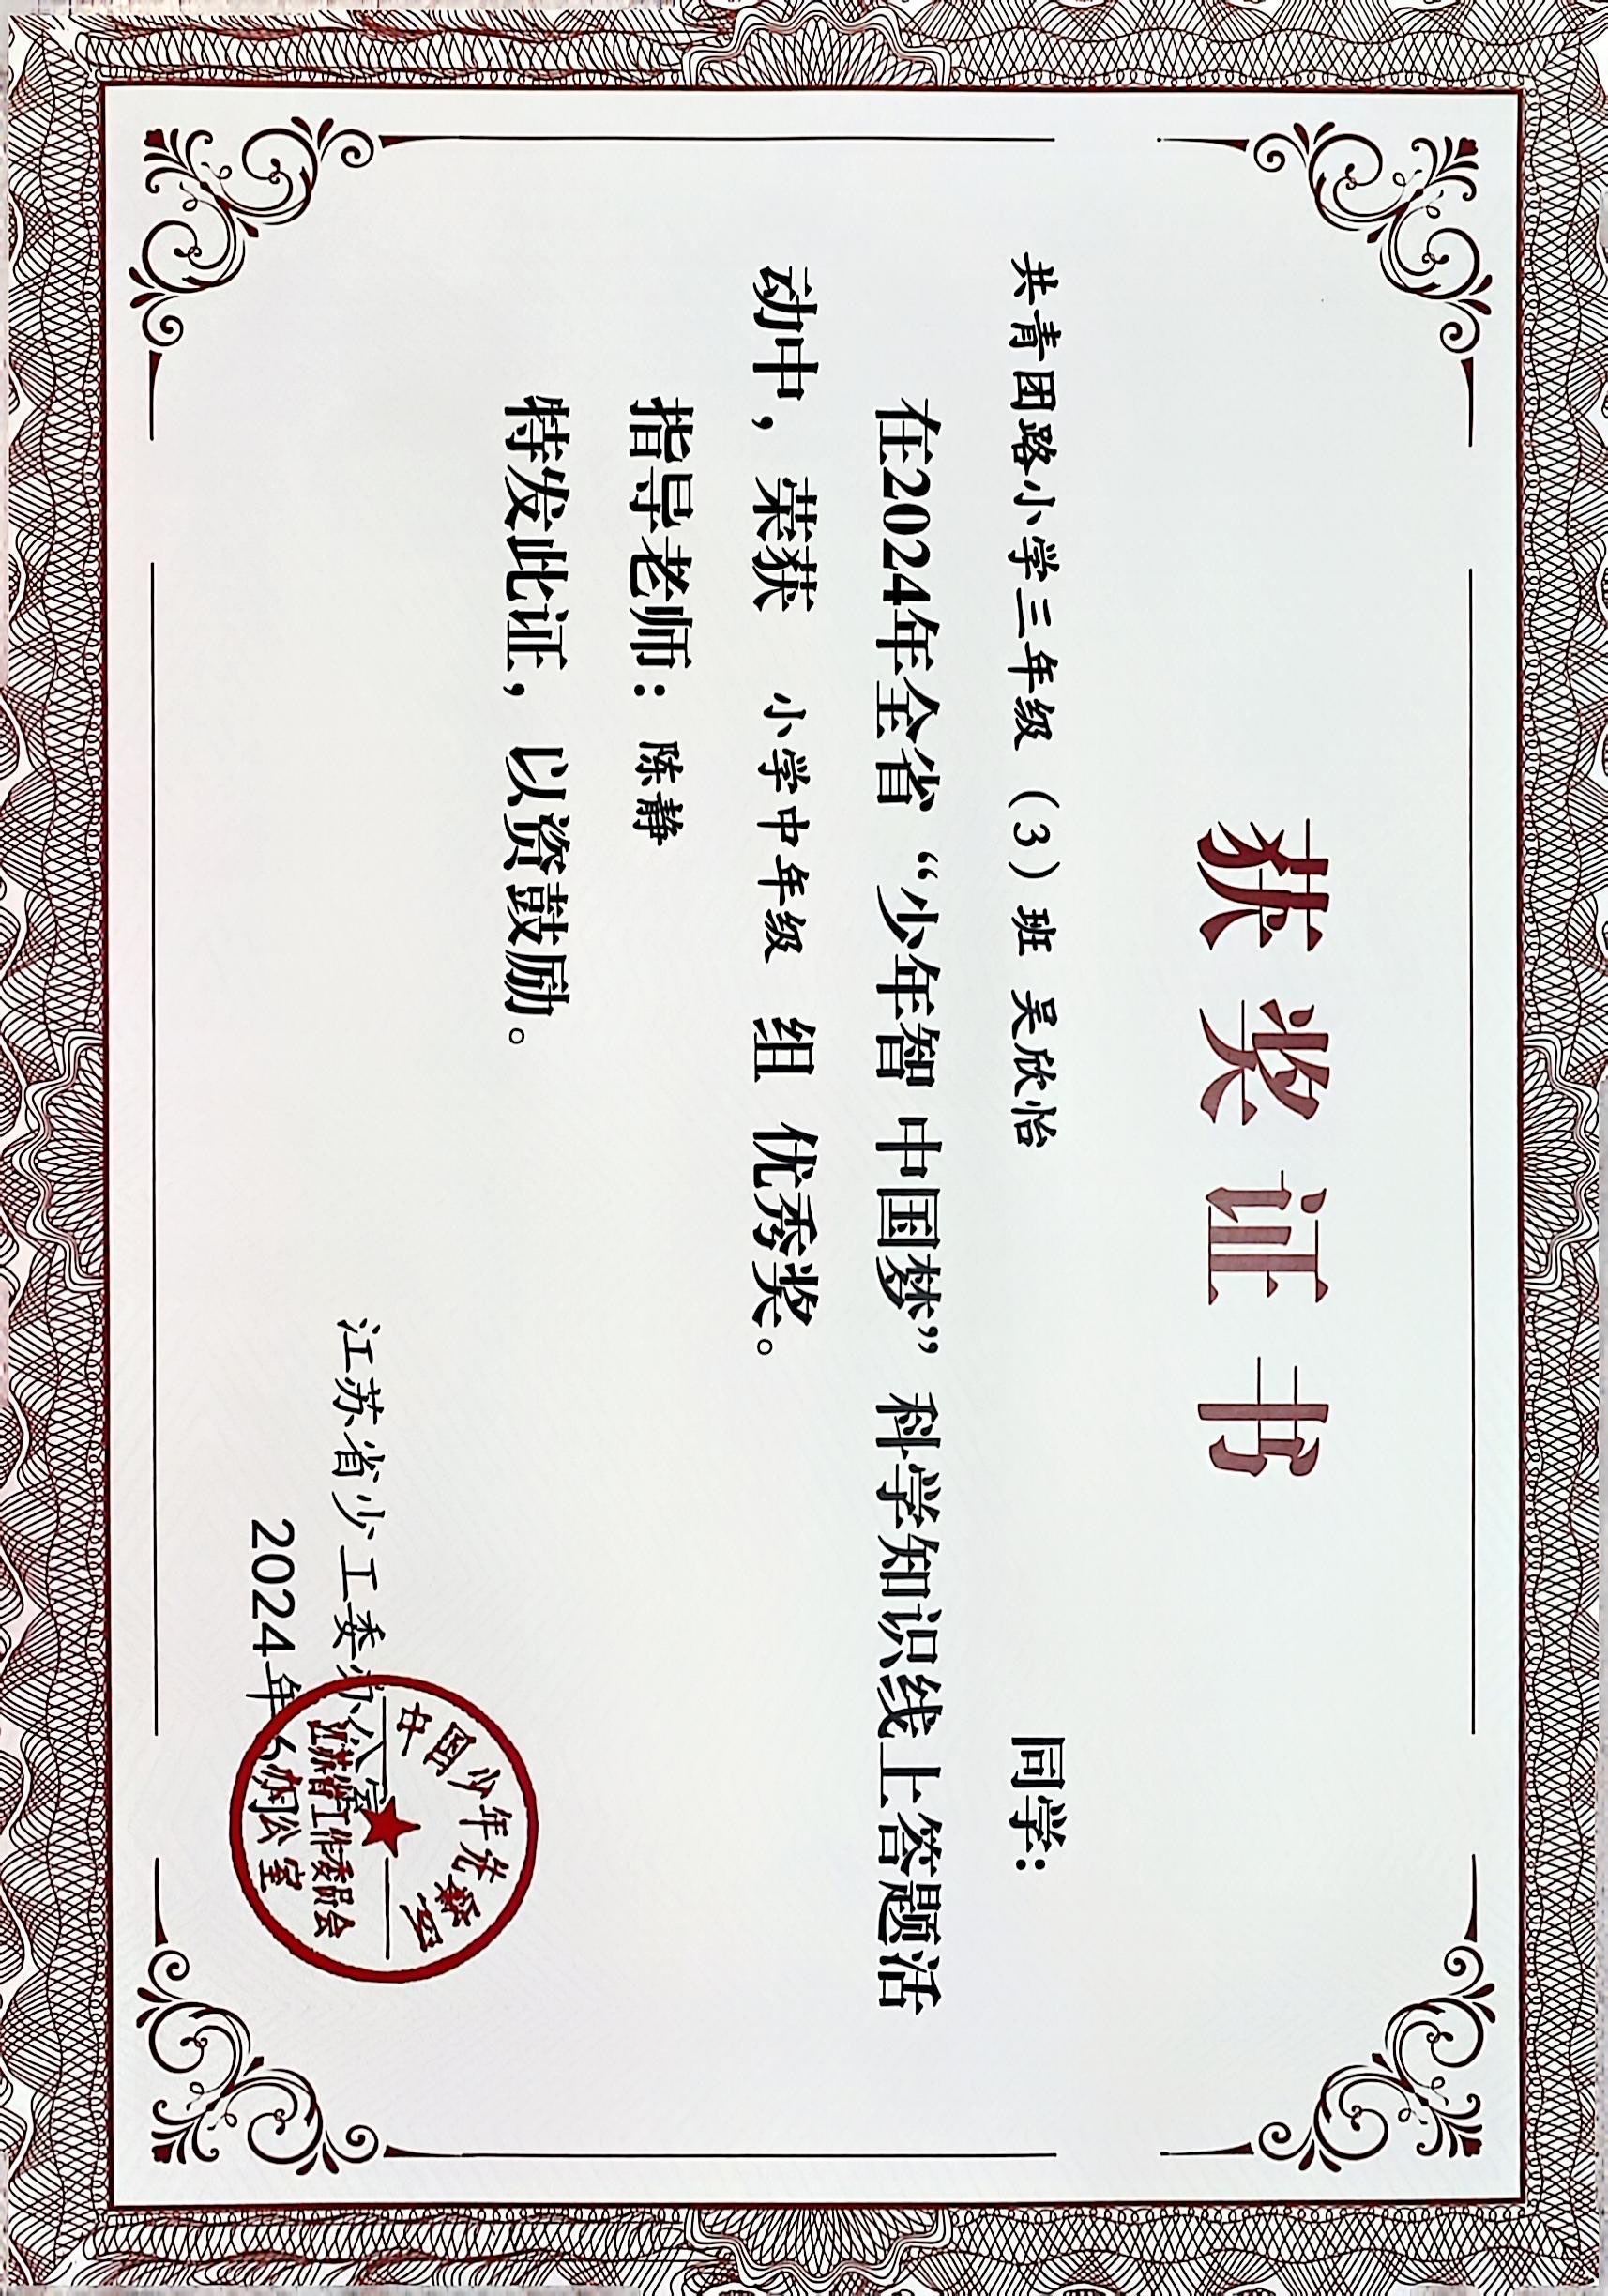 获奖证书
共青团路小学三年级（3）班 吴欣怡 同学：
在2024年全省“少年智 中国梦”科学知识线上答题活
动中，荣获 小学中年级 组 优秀奖。
指导老师：陈静
特发此证，以资鼓励。
江苏省少工委办公室
2024年6月
中国少年先锋队
江苏省工作委员会
办公室